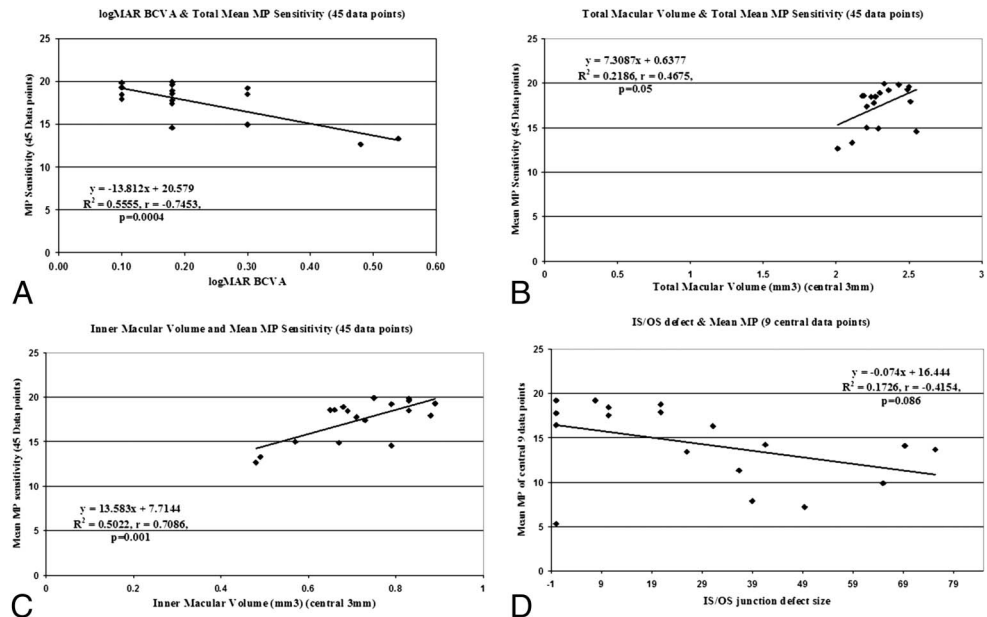 logMAR BCVA & Total Mean MP Sensitivity (45 data points)
MP Sensitivity (45 Data points)
25
20
15
10
5
0
y = -13.812x + 20.579
R² = 0.5555, r = -0.7453,
p=0.0004
0.00 0.10 0.20 0.30 0.40 0.50 0.60
logMAR BCVA
A
Total Macular Volume & Total Mean MP Sensitivity (45 data points)
Mean MP Sensitivity (45 Data points)
25
20
15
10
5
0
y = 7.3087x + 0.6377
R² = 0.2186, r = 0.4675,
p=0.05
0 0.5 1 1.5 2 2.5 3
Total Macular Volume (mm3) (central 3mm)
B
Inner Macular Volume and Mean MP Sensitivity (45 data points)
Mean MP sensitivity (45 Data points)
25
20
15
10
5
0
y = 13.583x + 7.7144
R² = 0.5022, r = 0.7086,
p=0.001
0 0.2 0.4 0.6 0.8 1
Inner Macular Volume (mm3) (central 3mm)
C
IS/OS defect & Mean MP (9 central data points)
Mean MP of central 9 data points
25
20
15
10
5
0
y = -0.074x + 16.444
R² = 0.1726, r = -0.4154,
p=0.086
-1 9 19 29 39 49 59 69 79
IS/OS junction defect size
D